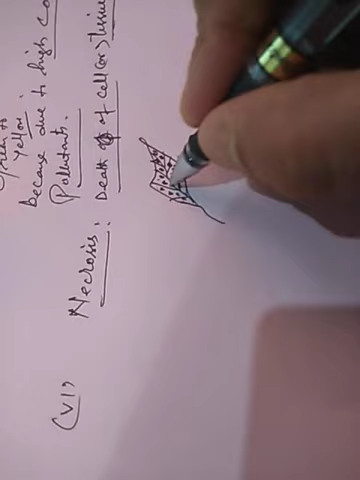 yellow.
because due to high co
Pollutants.
(VI) Necrosis: Death of cell (or) tissue